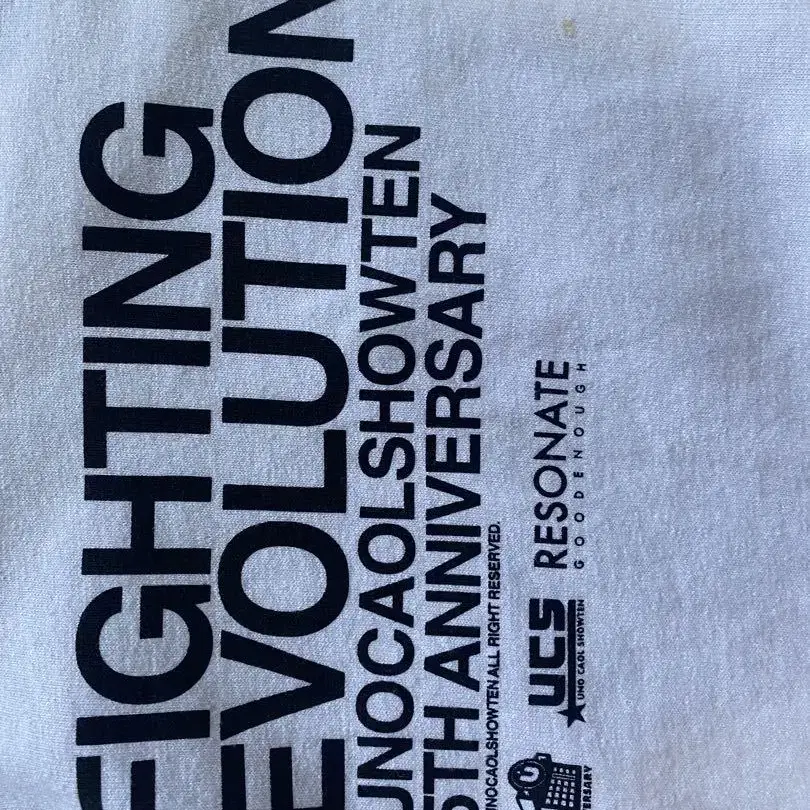 FIGHTING
EVOLUTION
UNOCAOLSHOWTEN
5TH ANNIVERSARY
UNOCAOLSHOWTEN ALL RIGHT RESERVED.
U
UCS
UNO CAOL SHOWTEN
RESONATE
GOODENOUGH